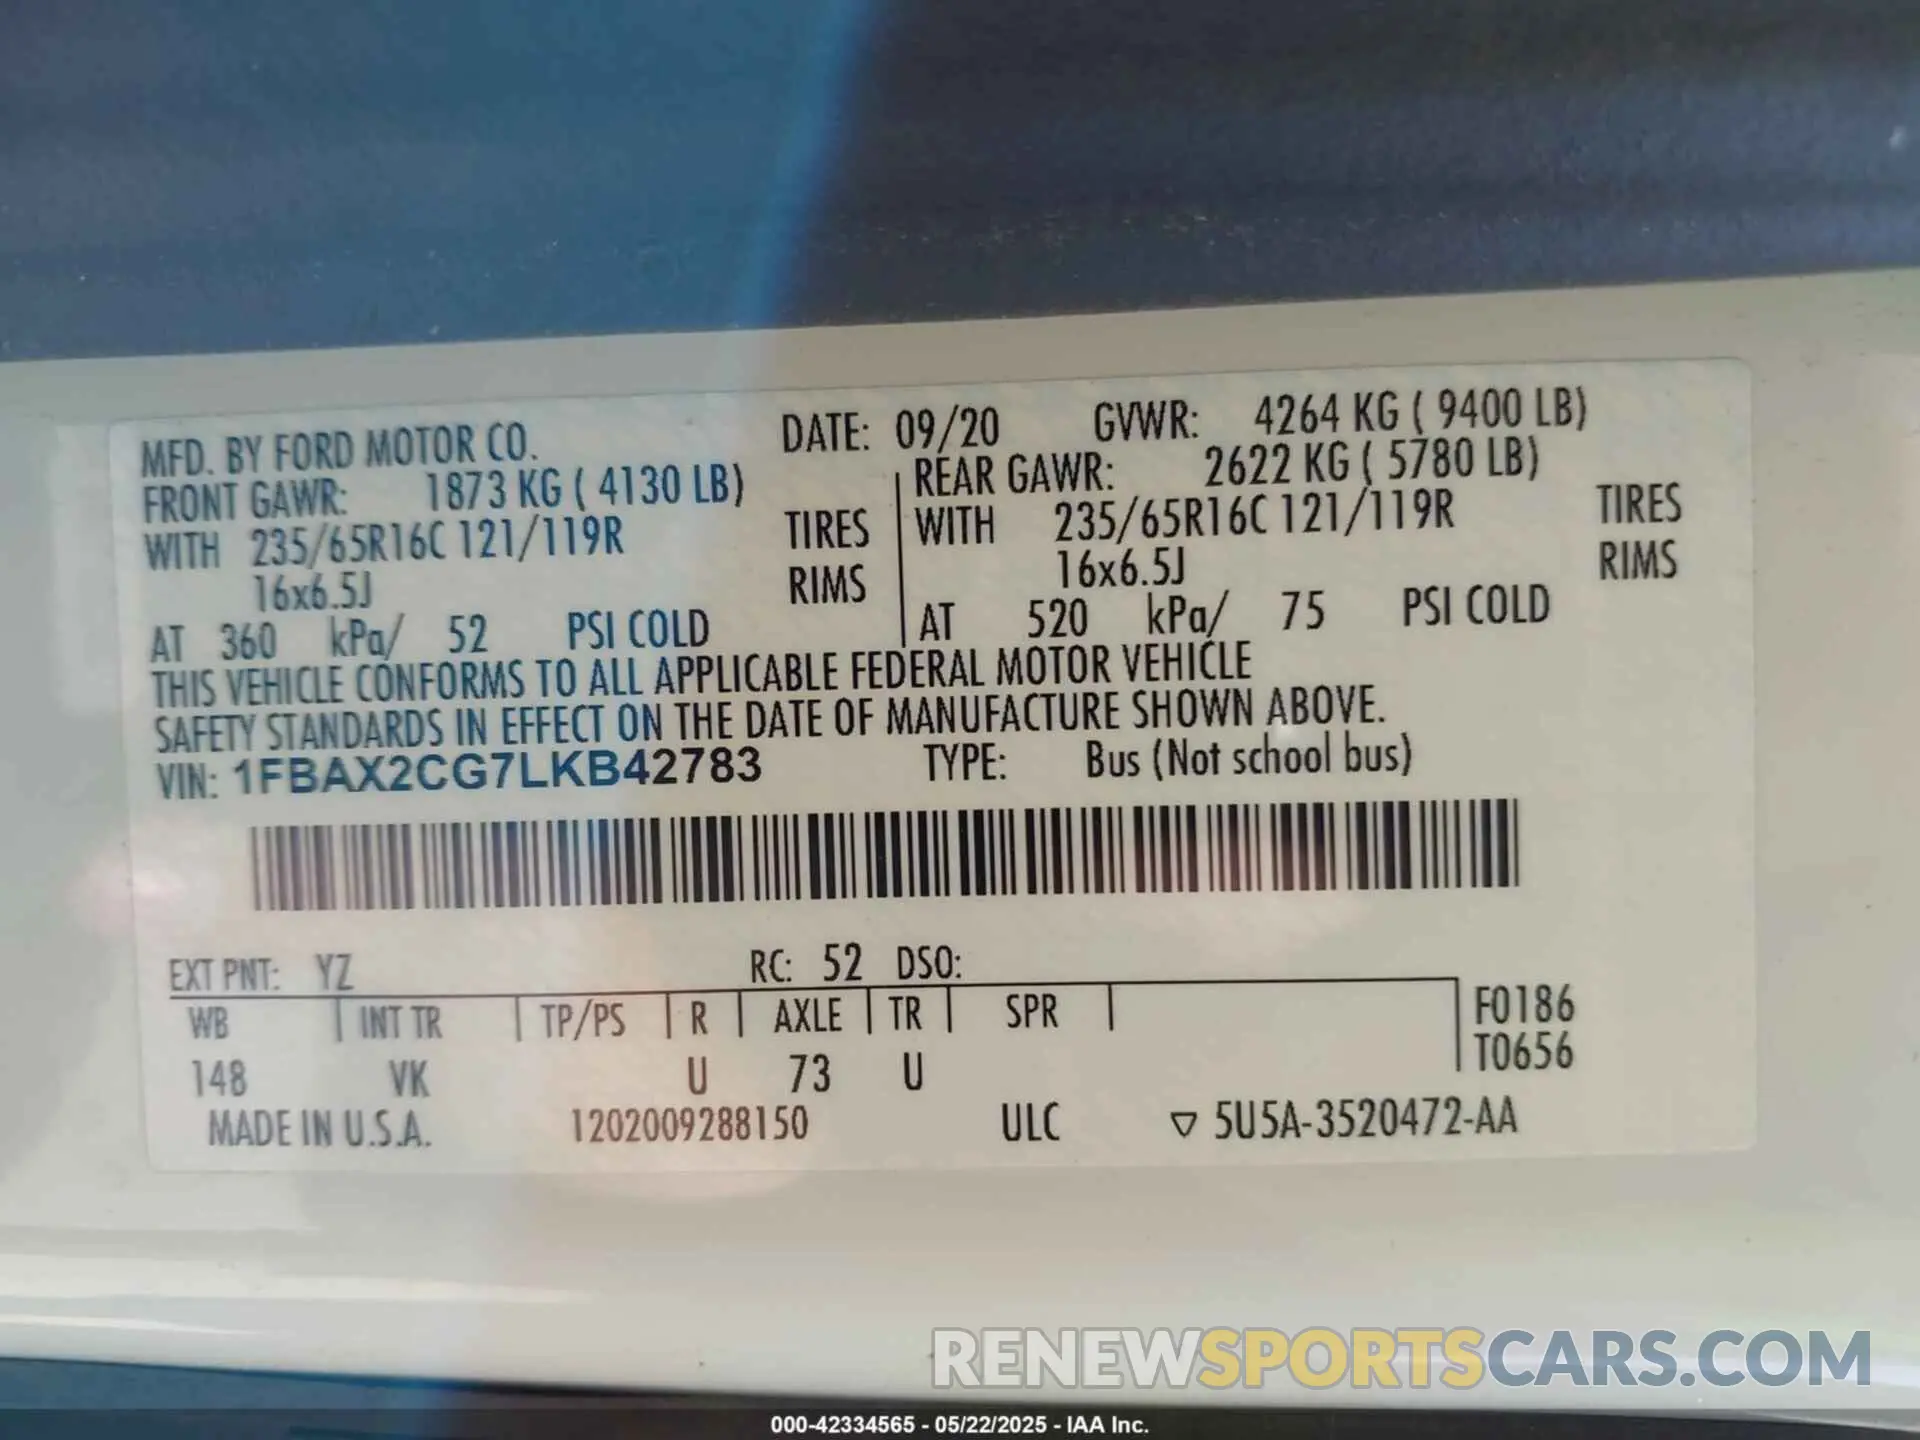 MFD. BY FORD MOTOR CO. DATE: 09/20 GVWR: 4264 KG ( 9400 LB)
FRONT GAWR: 1873 KG ( 4130 LB) REAR GAWR: 2622 KG ( 5780 LB)
WITH 235/65R16C 121/119R TIRES WITH 235/65R16C 121/119R TIRES
16x6.5J RIMS 16x6.5J RIMS
AT 360 kPa/ 52 PSI COLD AT 520 kPa/ 75 PSI COLD
THIS VEHICLE CONFORMS TO ALL APPLICABLE FEDERAL MOTOR VEHICLE
SAFETY STANDARDS IN EFFECT ON THE DATE OF MANUFACTURE SHOWN ABOVE.
VIN: 1FBAX2CG7LKB42783 TYPE: Bus (Not school bus)
EXT PNT: YZ RC: 52 DSO:
WB INT TR TP/PS R AXLE TR SPR F0186
T0656
148 VK U 73 U
MADE IN U.S.A. 1202009288150 ULC ▽ 5U5A-3520472-AA
RENEWSPORTSCARS.COM
000-42334565 - 05/22/2025 - IAA Inc.